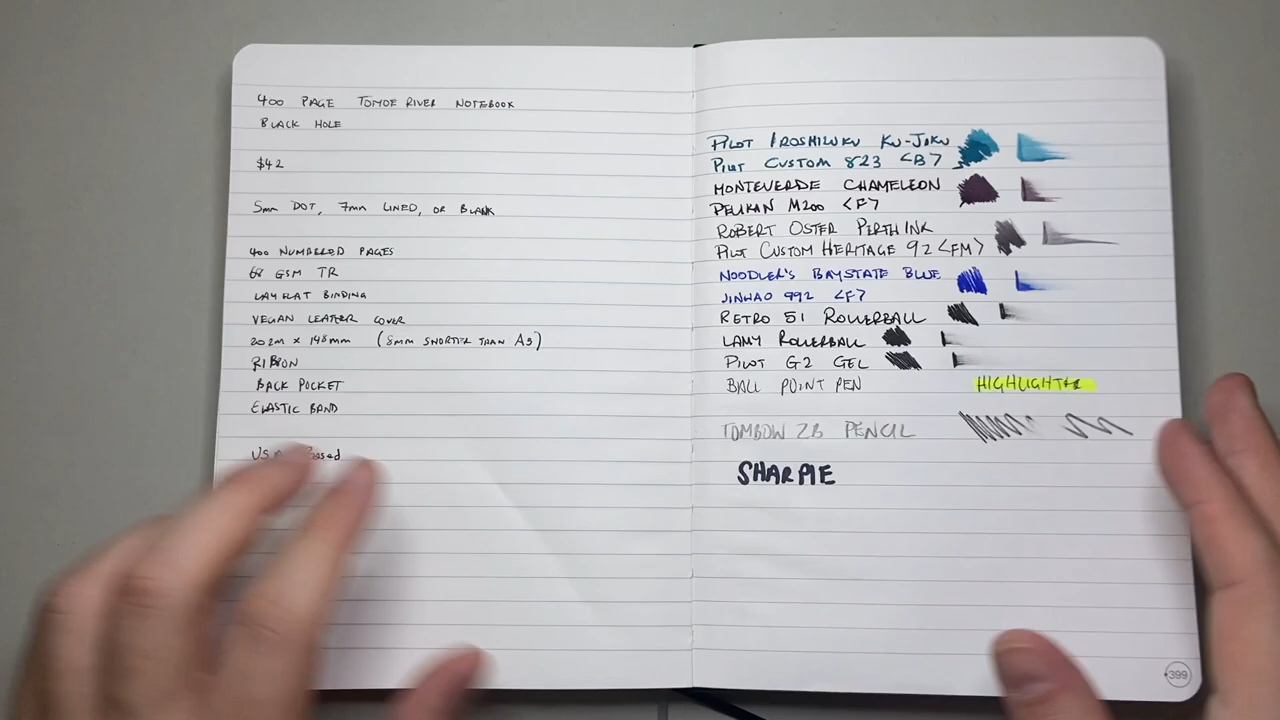 400 PAGE TOMOE RIVER NOTEBOOK
BLACK HOLE
$42
5mm DOT, 7mm LINED, OR BLANK
400 NUMBERED PAGES
68 GSM TR
LAY FLAT BINDING
VEGAN LEATHER COVER
202m x 148mm (8mm SHORTER THAN A5)
RIBBON
BACK POCKET
ELASTIC BAND
PILOT IROSHIZUKU KU-JAKU
PILOT CUSTOM 823 <B>
MONTEVERDE CHAMELEON
PELIKAN M200 <F>
ROBERT OSTER PERTH INK
PILOT CUSTOM HERITAGE 92 <FM>
NOODLER'S BAYSTATE BLUE
JINHAO 992 <F>
RETRO 51 ROLLERBALL
LAMY ROLLERBALL
PILOT G2 GEL
BALL POINT PEN HIGHLIGHTER
TOMBOW 2B PENCIL
SHARPIE
399